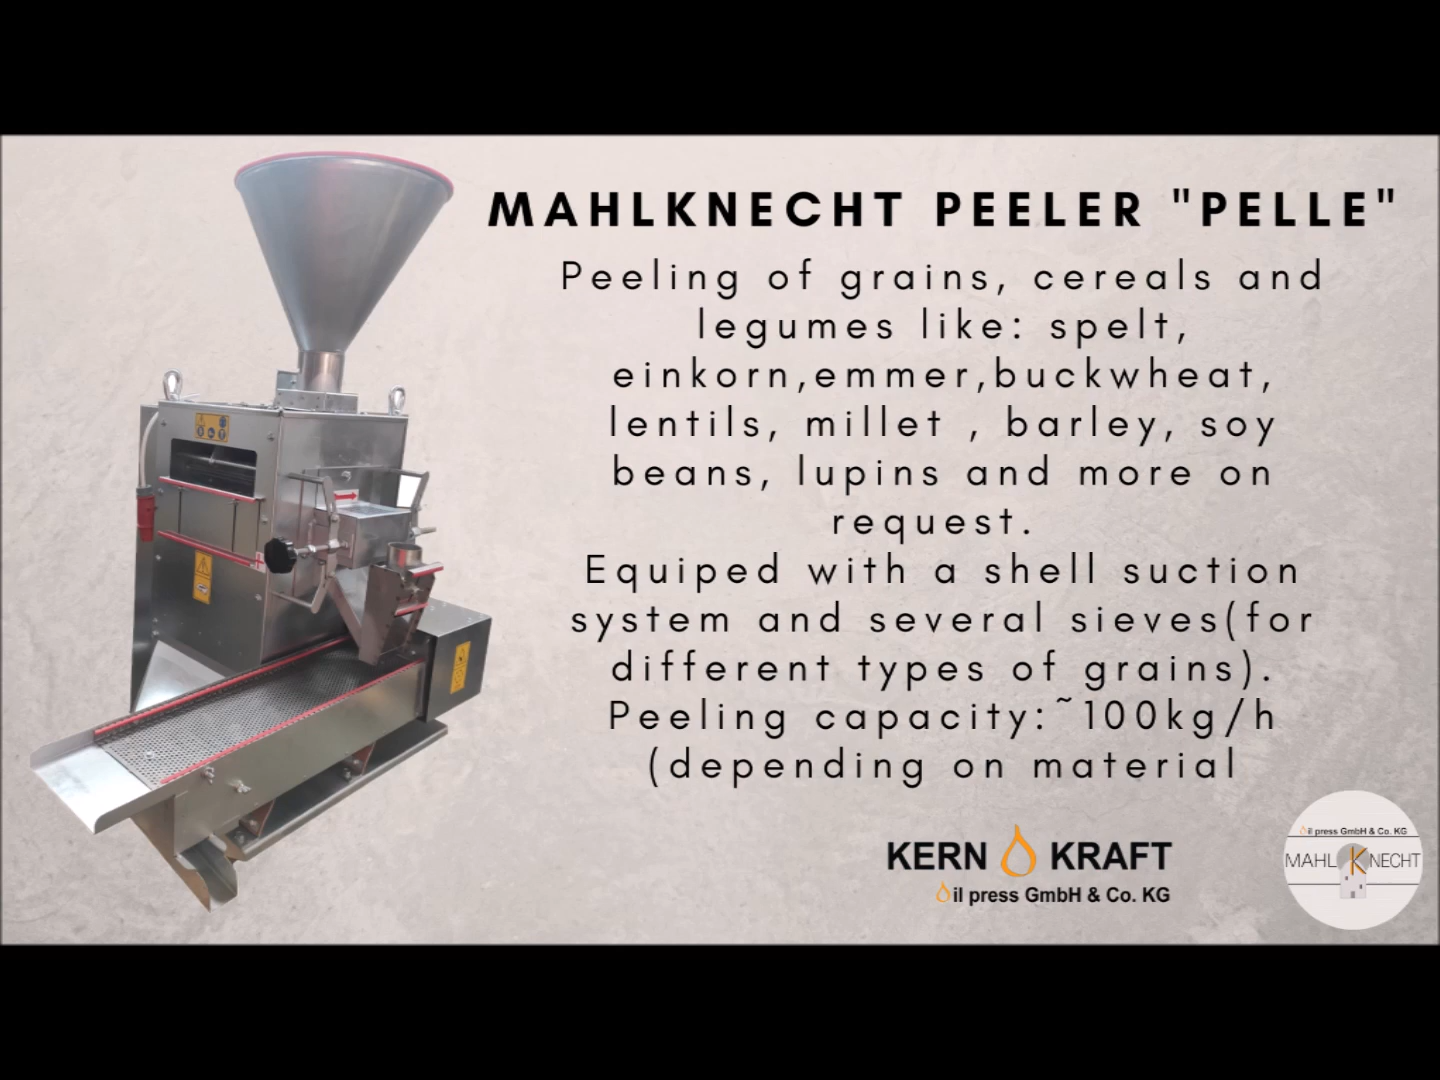 MAHLKNECHT PEELER "PELLE"
Peeling of grains, cereals and
legumes like: spelt,
einkorn,emmer,buckwheat,
lentils, millet , barley, soy
beans, lupins and more on
request.
Equiped with a shell suction
system and several sieves(for
different types of grains).
Peeling capacity:~100kg/h
(depending on material
KERN KRAFT
il press GmbH & Co. KG
il press GmbH & Co. KG
MAHLKNECHT